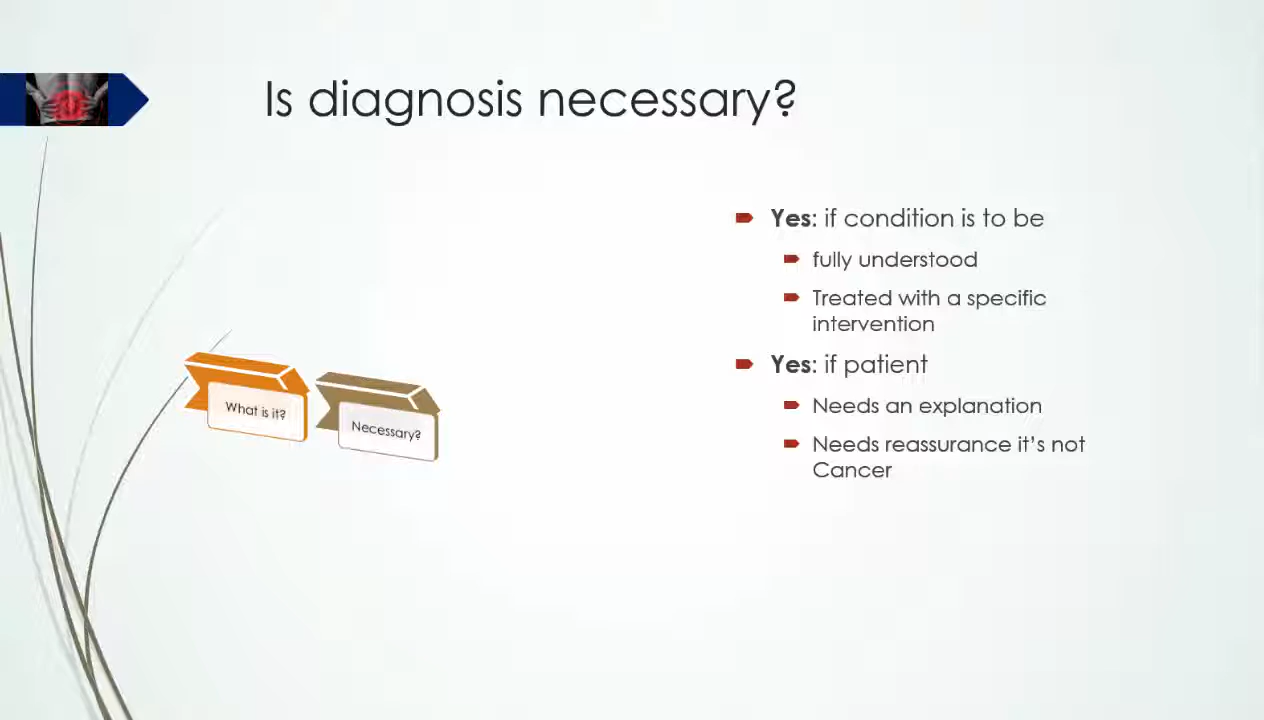 Is diagnosis necessary?
Yes: if condition is to be
fully understood
Treated with a specific
intervention
Yes: if patient
Needs an explanation
Needs reassurance it's not
Cancer
What is it?
Necessary?